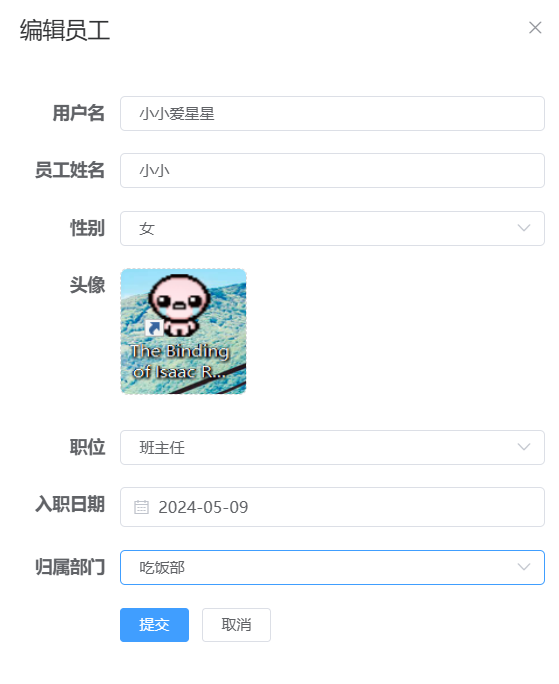 编辑员工
用户名
小小爱星星
员工姓名
小小
性别
女
头像
The Binding
of Isaac R...
职位
班主任
入职日期
2024-05-09
归属部门
吃饭部
提交
取消